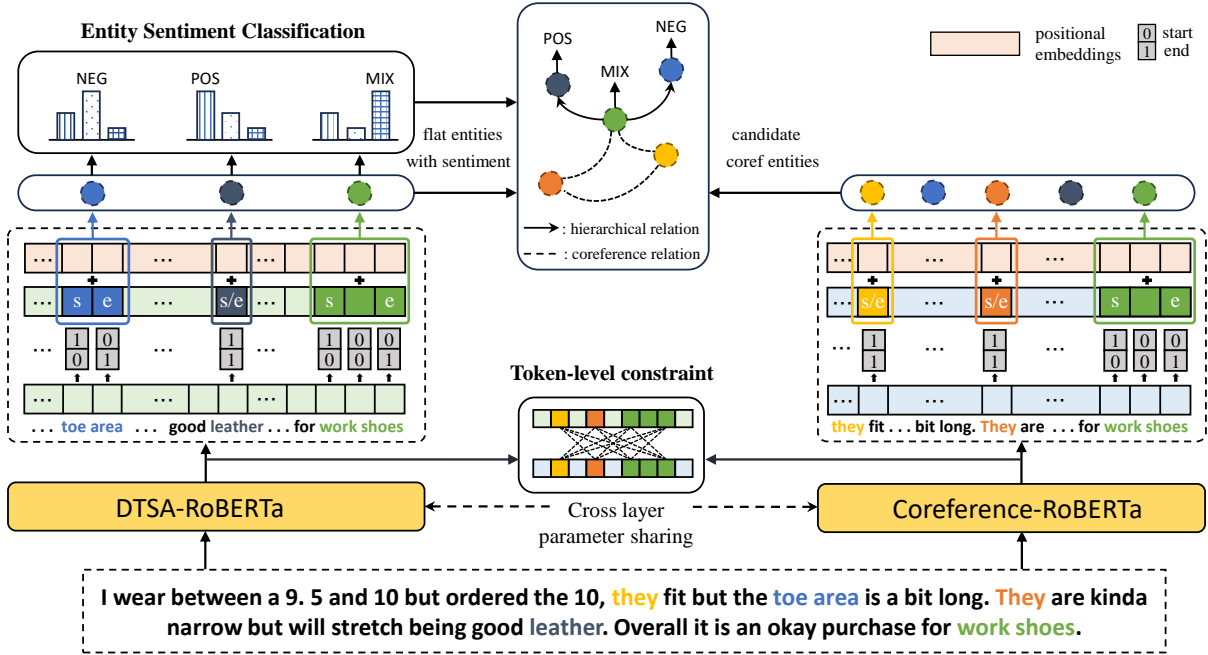 Entity Sentiment Classification
NEG
POS
MIX
POS
NEG
MIX
: hierarchical relation
: coreference relation
positional
embeddings
0 start
1 end
flat entities
with sentiment
candidate
coref entities
+ + +
... s e ... s/e ... s e
... 1 0 ... 1 ... 1 0 0
0 1 1 0 0 1
... ... ... ...
... toe area ... good leather ... for work shoes
+ + +
... s/e ... s/e ... s e
... 1 ... 1 ... 1 0 0
1 1 0 0 1
... ... ... ...
they fit ... bit long. They are ... for work shoes
Token-level constraint
DTSA-RoBERTa
Cross layer
parameter sharing
Coreference-RoBERTa
I wear between a 9. 5 and 10 but ordered the 10, they fit but the toe area is a bit long. They are kinda
narrow but will stretch being good leather. Overall it is an okay purchase for work shoes.